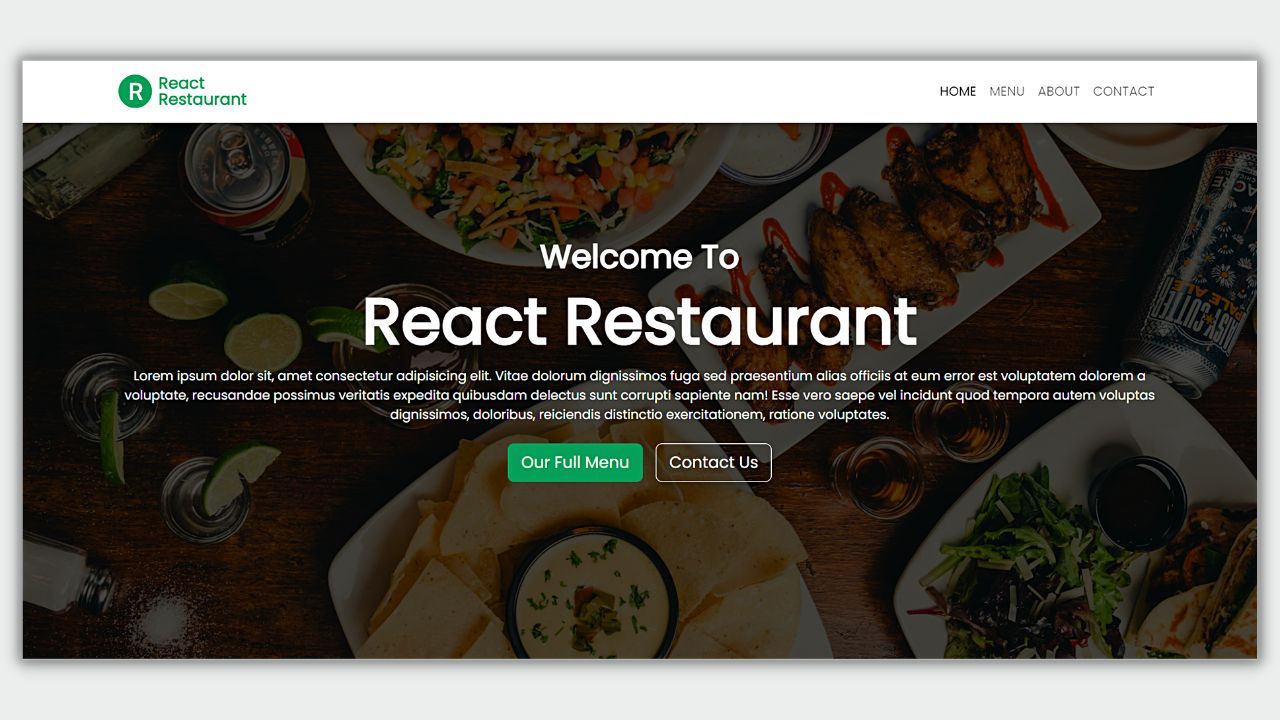 R
React
Restaurant
HOME MENU ABOUT CONTACT
Welcome To
React Restaurant
Lorem ipsum dolor sit, amet consectetur adipisicing elit. Vitae dolorum dignissimos fuga sed praesentium alias officiis at eum error est voluptatem dolorem a
voluptate, recusandae possimus veritatis expedita quibusdam delectus sunt corrupti sapiente nam! Esse vero saepe vel incidunt quod tempora autem voluptas
dignissimos, doloribus, reiciendis distinctio exercitationem, ratione voluptates.
Our Full Menu
Contact Us
ALE